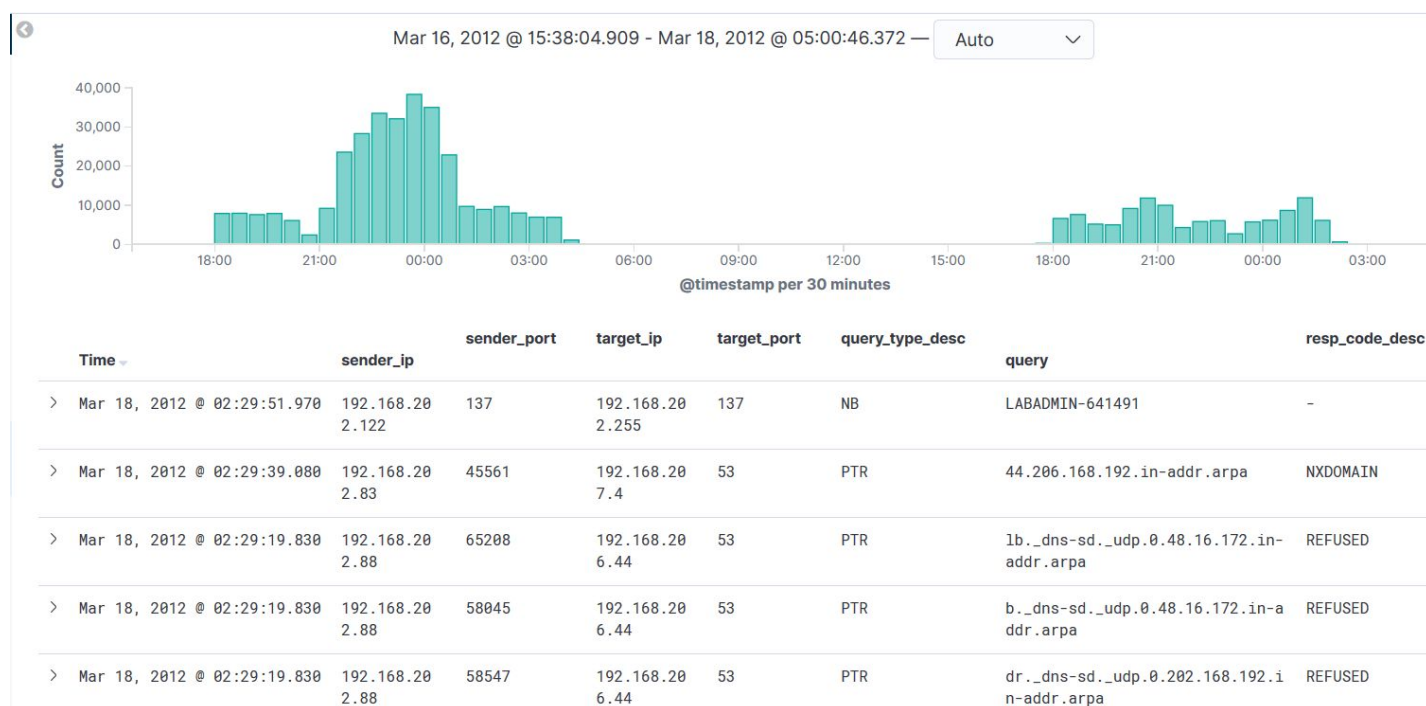 Mar 16, 2012 @ 15:38:04.909 - Mar 18, 2012 @ 05:00:46.372 — Auto
40,000
30,000
20,000
10,000
0
Count
18:00 21:00 00:00 03:00 06:00 09:00 12:00 15:00 18:00 21:00 00:00 03:00
@timestamp per 30 minutes
Time sender_ip sender_port target_ip target_port query_type_desc query resp_code_desc
Mar 18, 2012 @ 02:29:51.970 192.168.20 137 192.168.20 137 NB LABADMIN-641491 -
2.122 2.255
Mar 18, 2012 @ 02:29:39.080 192.168.20 45561 192.168.20 53 PTR 44.206.168.192.in-addr.arpa NXDOMAIN
2.83 7.4
Mar 18, 2012 @ 02:29:19.830 192.168.20 65208 192.168.20 53 PTR lb._dns-sd._udp.0.48.16.172.in- REFUSED
2.88 6.44 addr.arpa
Mar 18, 2012 @ 02:29:19.830 192.168.20 58045 192.168.20 53 PTR b._dns-sd._udp.0.48.16.172.in-a REFUSED
2.88 6.44 ddr.arpa
Mar 18, 2012 @ 02:29:19.830 192.168.20 58547 192.168.20 53 PTR dr._dns-sd._udp.0.202.168.192.i REFUSED
2.88 6.44 n-addr.arpa